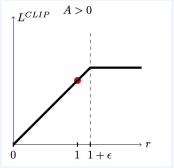 A > 0
L^{CLIP}
r
0 1 1 + ϵ